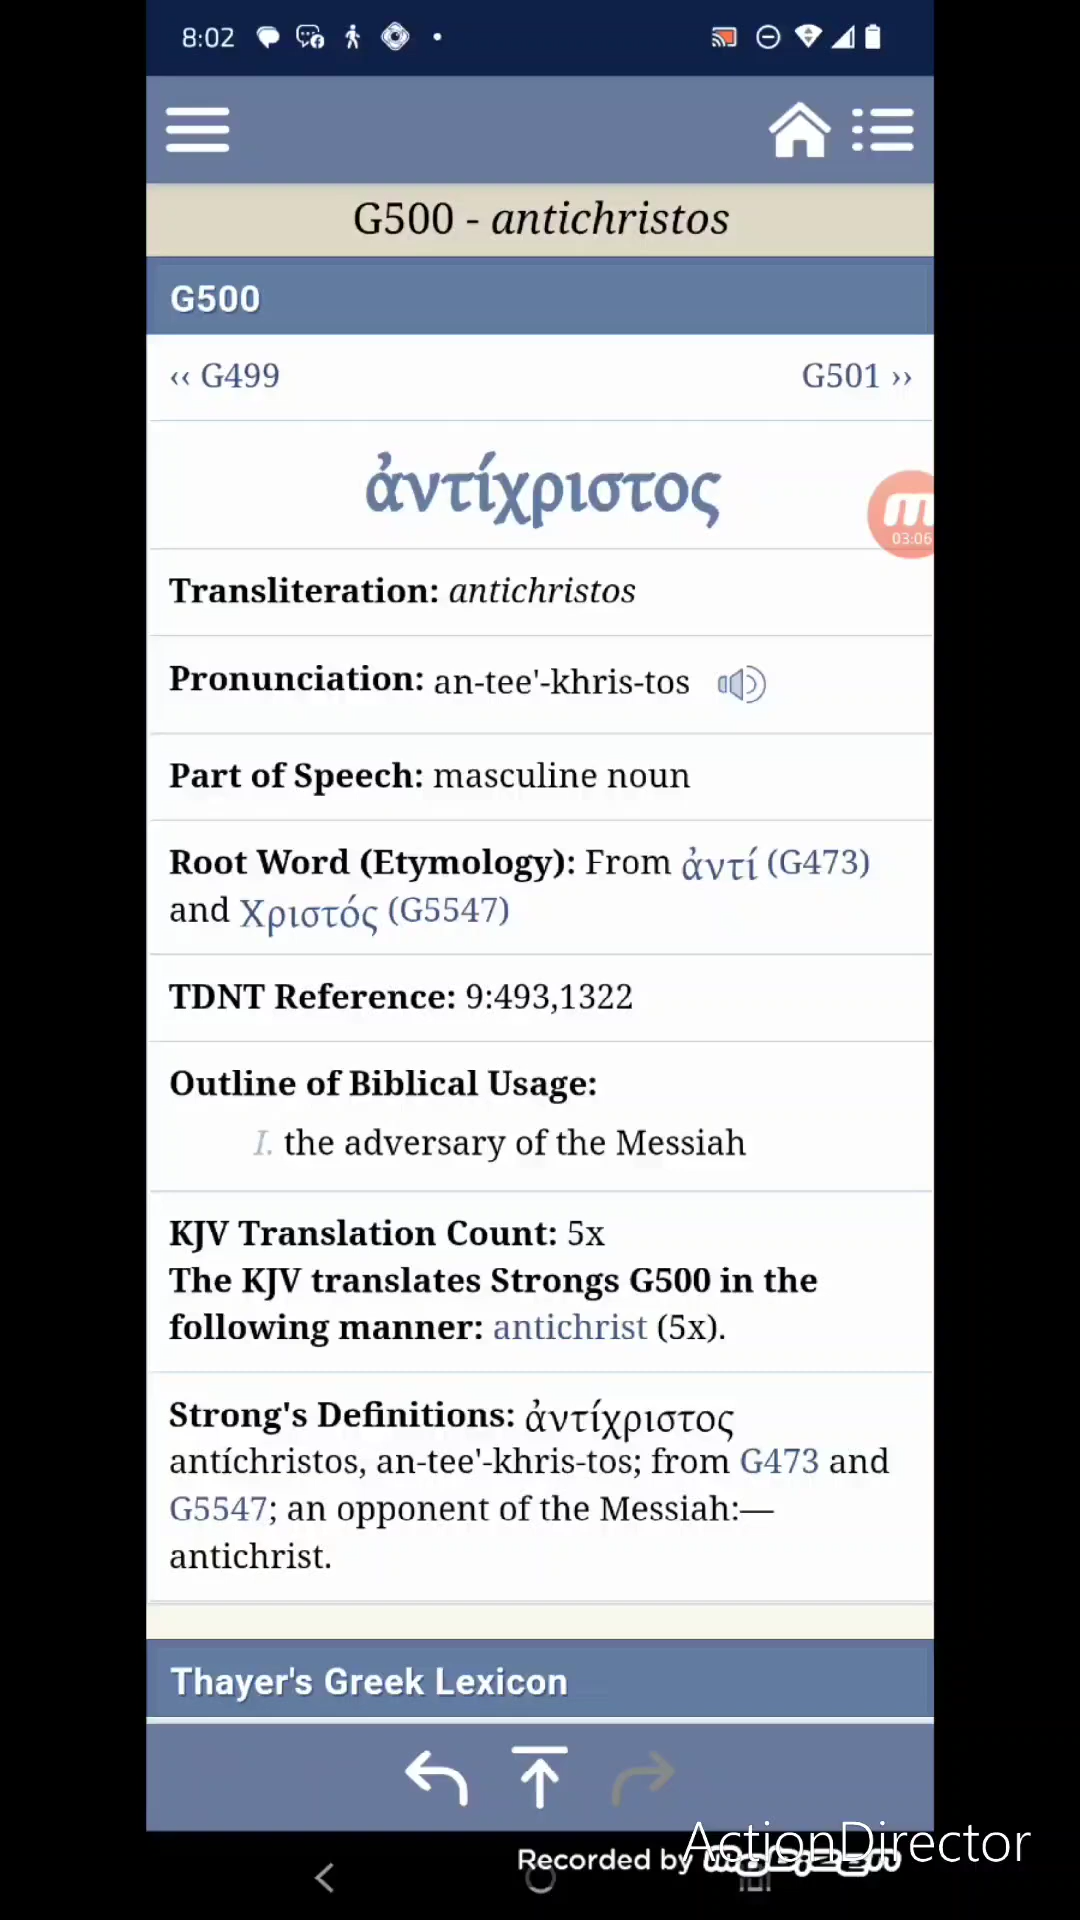 8:02
G500 - antichristos
G500
‹‹ G499
G501 ››
ἀντίχριστος
03:06
Transliteration: antichristos
Pronunciation: an-tee'-khris-tos
Part of Speech: masculine noun
Root Word (Etymology): From ἀντί (G473)
and Χριστός (G5547)
TDNT Reference: 9:493,1322
Outline of Biblical Usage:
I. the adversary of the Messiah
KJV Translation Count: 5x
The KJV translates Strongs G500 in the
following manner: antichrist (5x).
Strong's Definitions: ἀντίχριστος
antíchristos, an-tee'-khris-tos; from G473 and
G5547; an opponent of the Messiah:—
antichrist.
Thayer's Greek Lexicon
ActionDirector
Recorded by